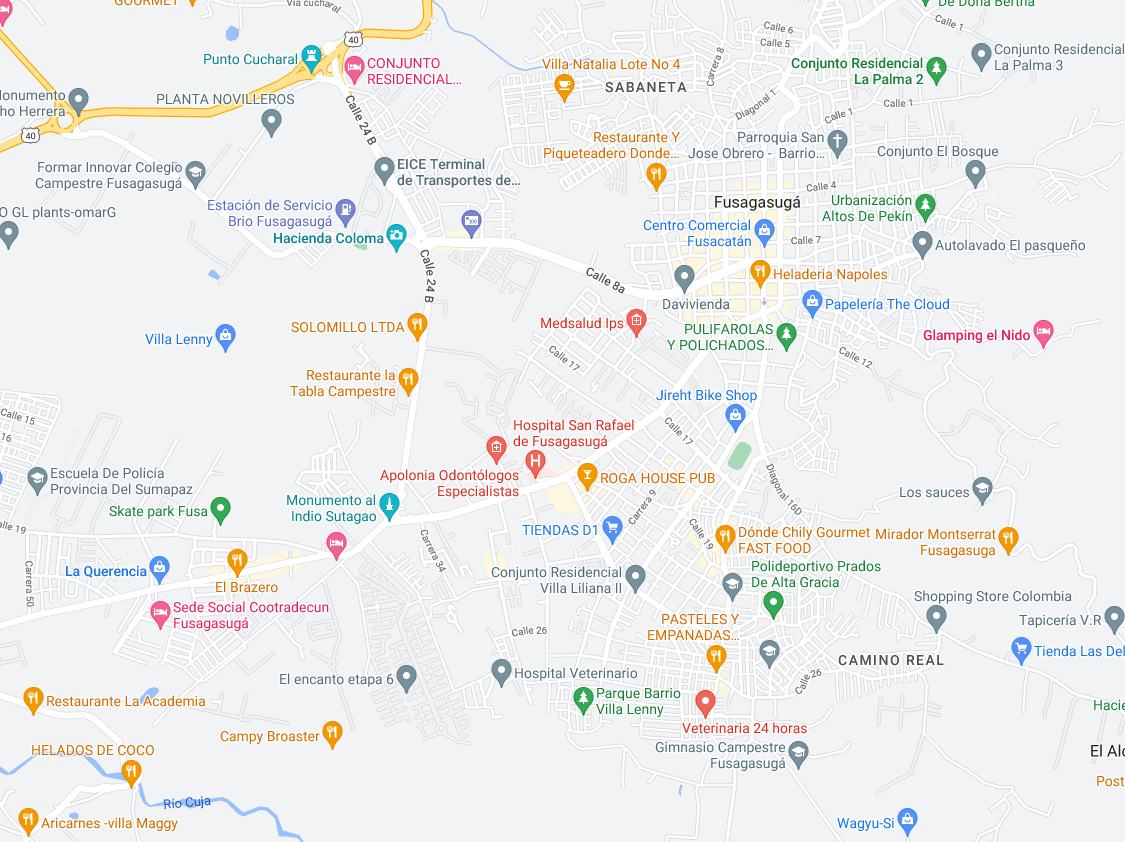 GOURMET
Vía cucharal
De Doña Bertha
Calle 1
40
Calle 6
Calle 5
Punto Cucharal
CONJUNTO
RESIDENCIAL...
Villa Natalia Lote No 4
SABANETA
Carrera 8
Conjunto Residencial
La Palma 2
Conjunto Residencial
La Palma 3
Monumento
ho Herrera
PLANTA NOVILLEROS
40
Calle 24 B
Diagonal 1
Calle 1
Calle 1
Restaurante Y
Piqueteadero Donde...
Parroquia San
Jose Obrero - Barrio...
Conjunto El Bosque
Formar Innovar Colegio
Campestre Fusagasugá
EICE Terminal
de Transportes de...
Calle 4
Fusagasugá
Urbanización
Altos De Pekín
O GL plants-omarG
Estación de Servicio
Brio Fusagasugá
Hacienda Coloma
Centro Comercial
Fusacatán
Calle 7
Autolavado El pasqueño
Calle 24 B
Calle 8a
Heladeria Napoles
Davivienda
Papelería The Cloud
SOLOMILLO LTDA
Medsalud Ips
PULIFAROLAS
Y POLICHADOS...
Glamping el Nido
Villa Lenny
Calle 17
Calle 12
Restaurante la
Tabla Campestre
Jireht Bike Shop
Calle 15
16
Hospital San Rafael
de Fusagasugá
Calle 17
Escuela De Policía
Provincia Del Sumapaz
Apolonia Odontólogos
Especialistas
ROGA HOUSE PUB
Diagonal 16D
Los sauces
Skate park Fusa
Monumento al
Indio Sutagao
Carrera 9
alle 19
TIENDAS D1
Calle 19
Dónde Chily Gourmet
FAST FOOD
Mirador Montserrat
Fusagasuga
Carrera 34
Carrera 50
La Querencia
El Brazero
Conjunto Residencial
Villa Liliana II
Polideportivo Prados
De Alta Gracia
Sede Social Cootradecun
Fusagasugá
Shopping Store Colombia
Tapicería V.R
Calle 26
PASTELES Y
EMPANADAS...
Tienda Las Del
CAMINO REAL
El encanto etapa 6
Hospital Veterinario
Calle 26
Restaurante La Academia
Parque Barrio
Villa Lenny
Veterinaria 24 horas
Hacie
Campy Broaster
HELADOS DE COCO
Gimnasio Campestre
Fusagasugá
El Alc
Post
Río Cuja
Aricarnes -villa Maggy
Wagyu-Si